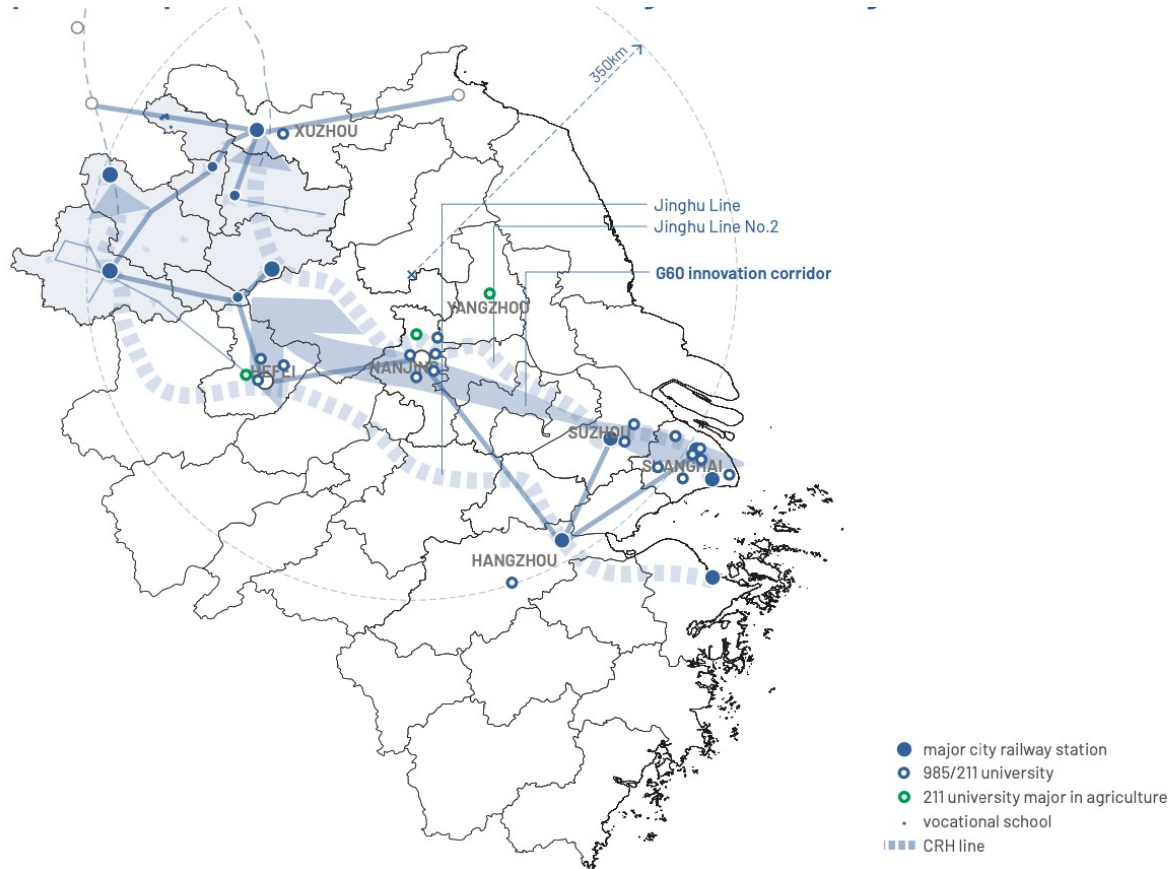 350km
XUZHOU
Jinghu Line
Jinghu Line No.2
G60 innovation corridor
YANGZHOU
NANJING
HEFEI
SUZHOU
SHANGHAI
HANGZHOU
major city railway station
985/211 university
211 university major in agriculture
vocational school
CRH line